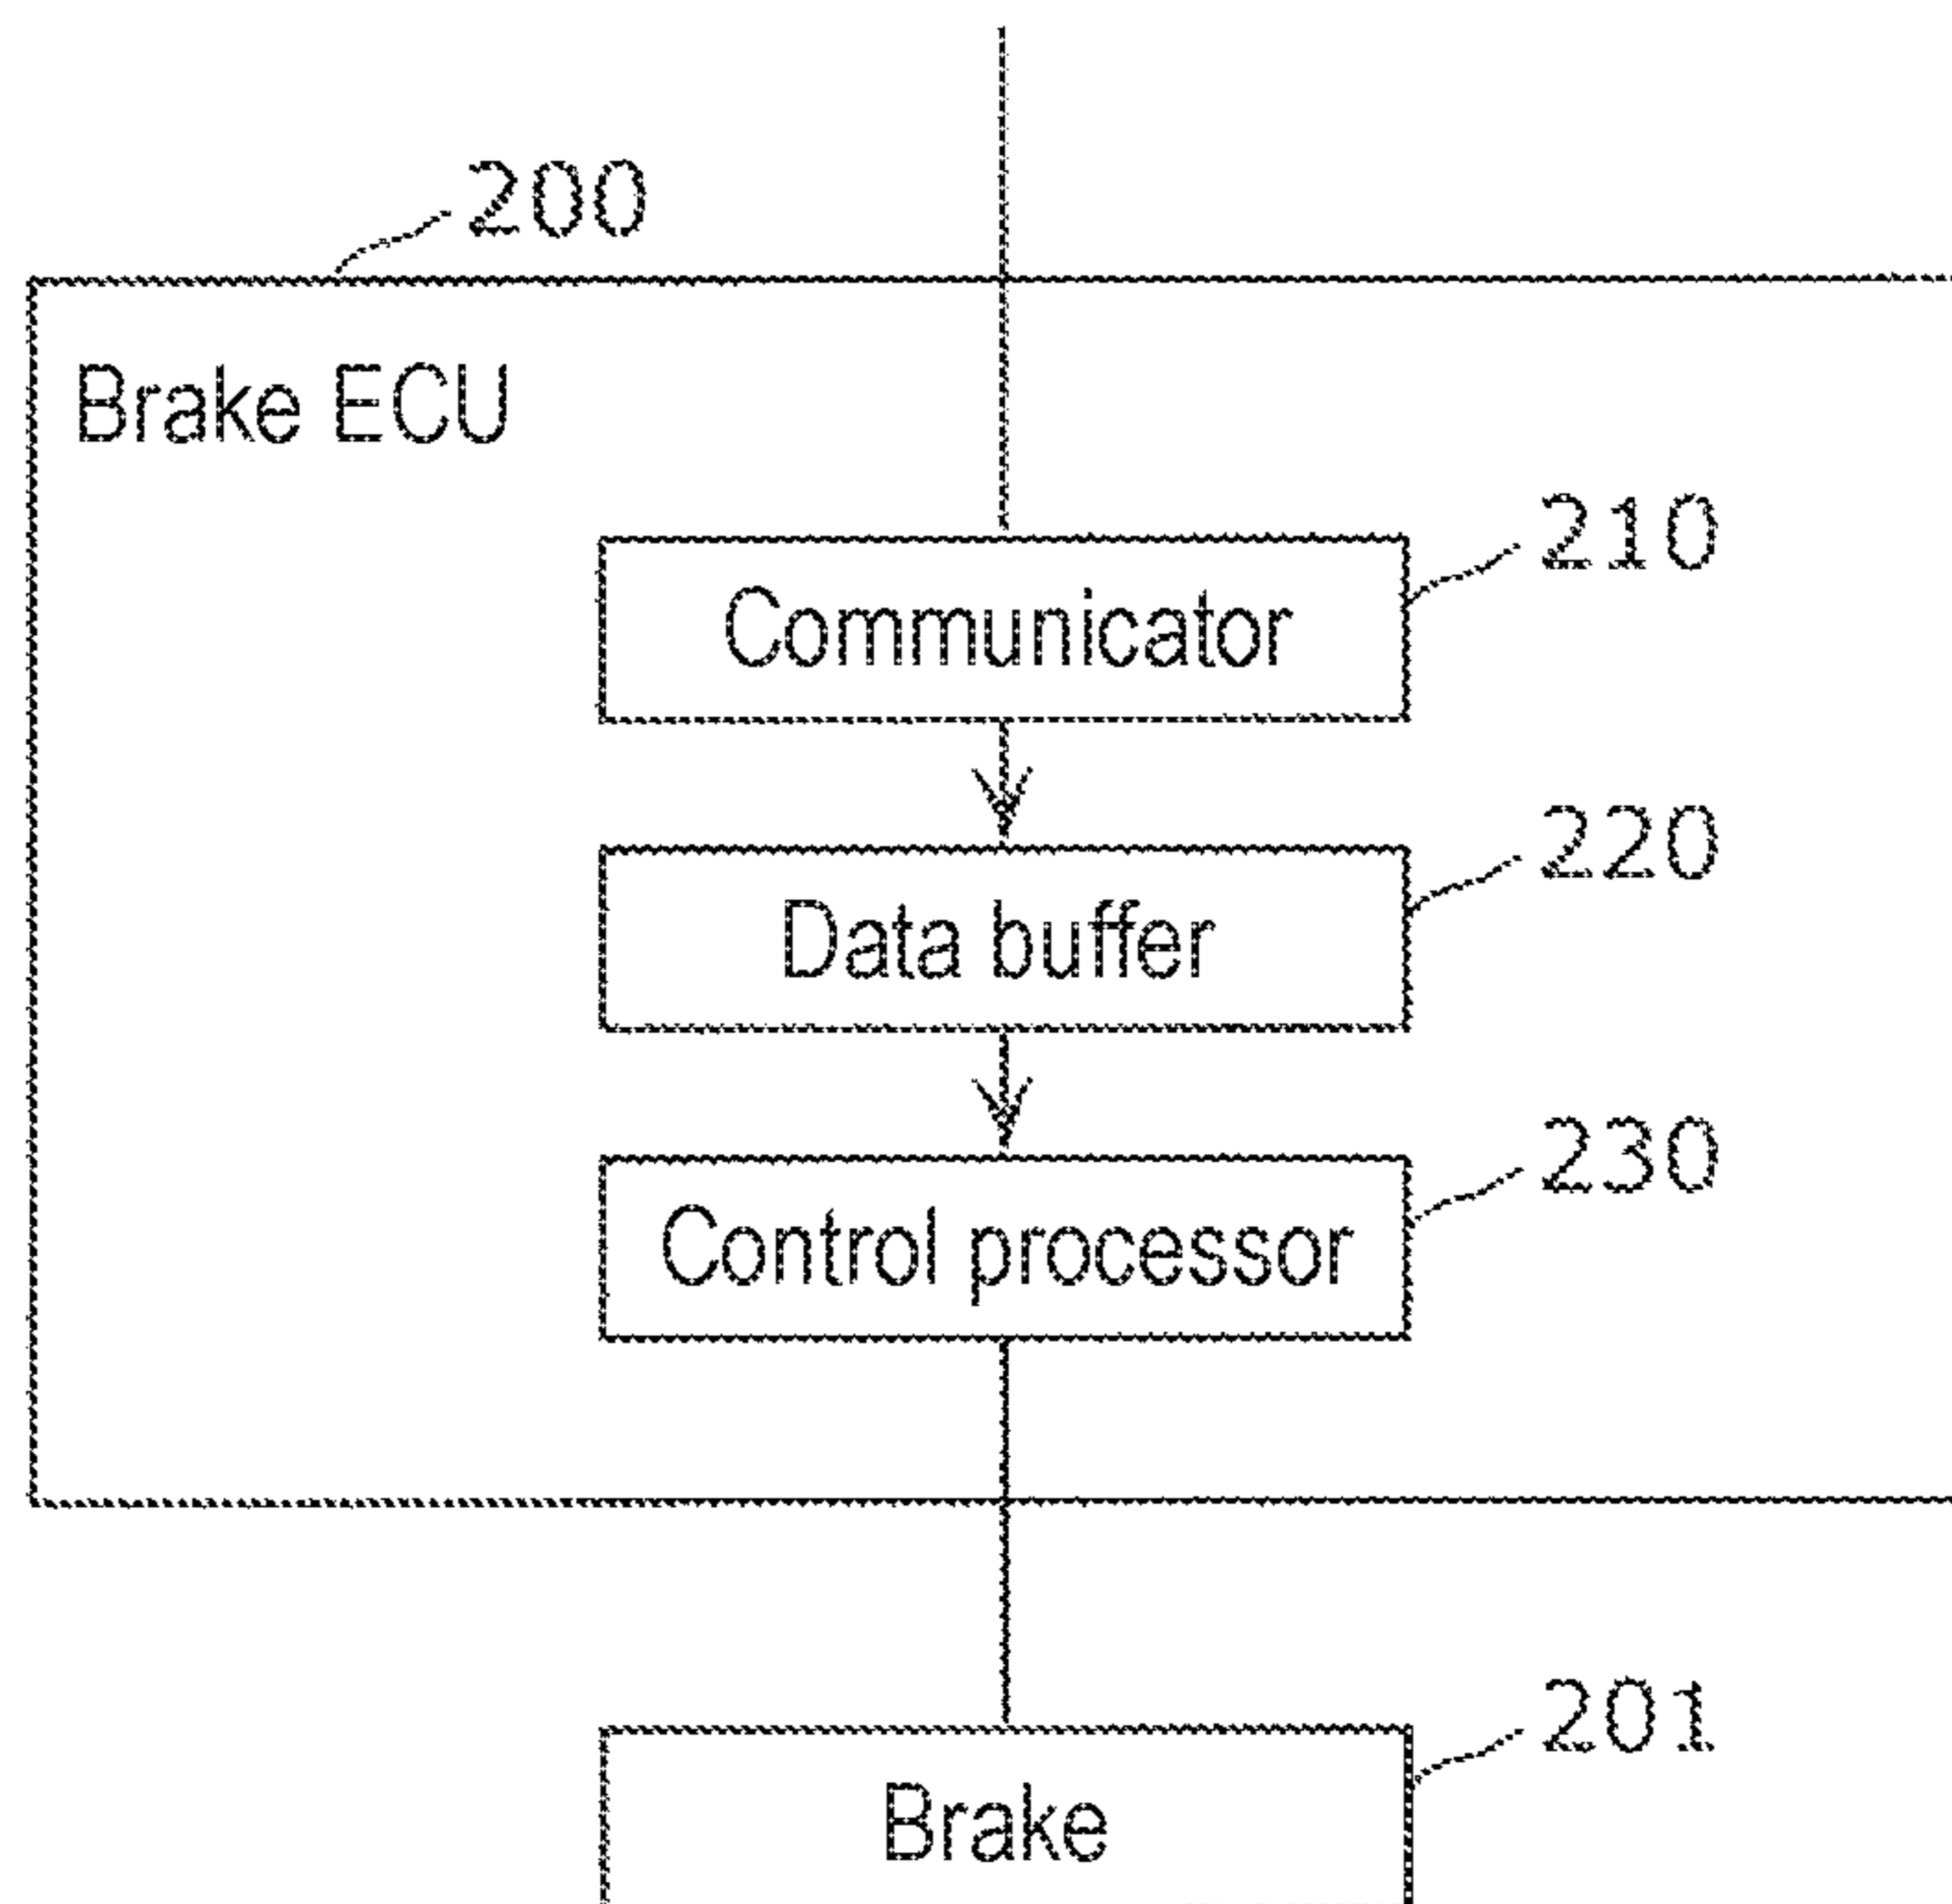 200
Brake ECU
210
Communicator
220
Data buffer
230
Control processor
201
Brake